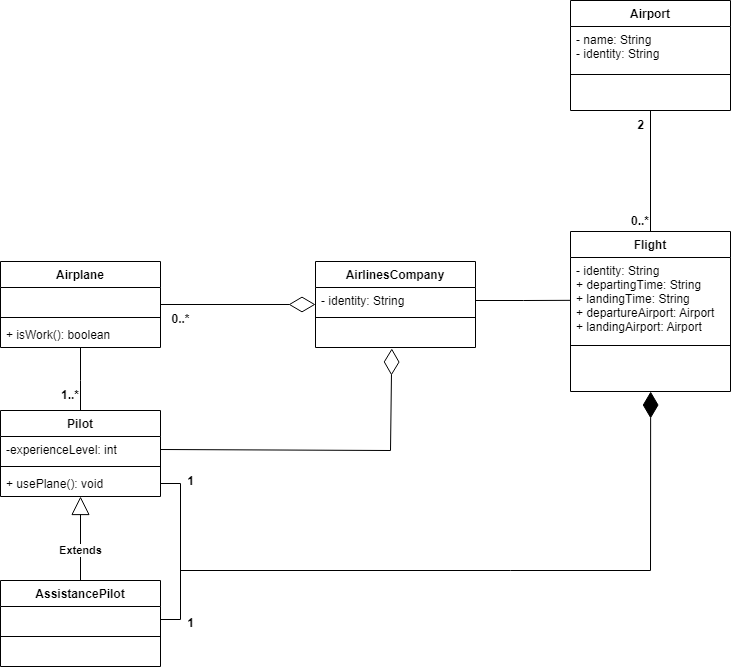 Airport
- name: String
- identity: String
2
0..*
Flight
- identity: String
+ departingTime: String
+ landingTime: String
+ departureAirport: Airport
+ landingAirport: Airport
Airplane
+ isWork(): boolean
0..*
AirlinesCompany
- identity: String
1..*
Pilot
-experienceLevel: int
+ usePlane(): void
1
Extends
AssistancePilot
1